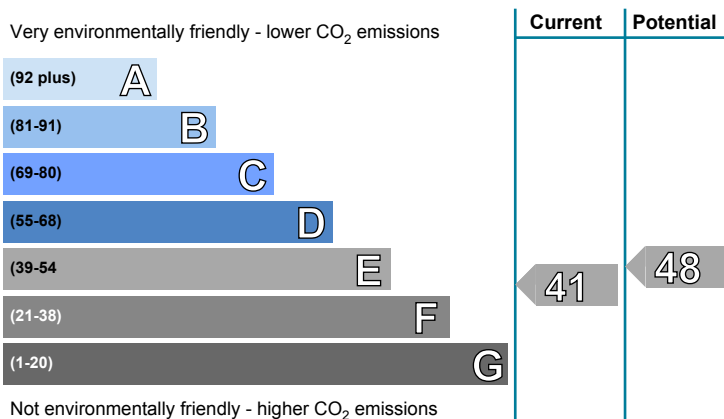 Current Potential
Very environmentally friendly - lower CO2 emissions
(92 plus) A
(81-91) B
(69-80) C
(55-68) D
(39-54 E
41 48
(21-38) F
(1-20) G
Not environmentally friendly - higher CO2 emissions